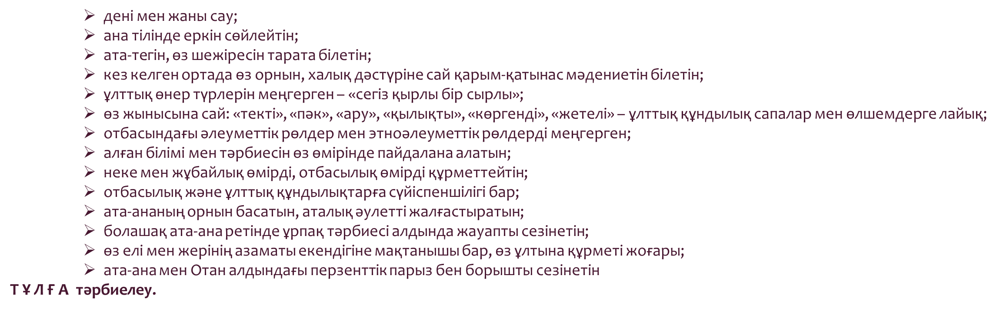 ➢ дені мен жаны сау;
➢ ана тілінде еркін сөйлейтін;
➢ ата-тегін, өз шежіресін тарата білетін;
➢ кез келген ортада өз орнын, халық дәстүріне сай қарым-қатынас мәдениетін білетін;
➢ ұлттық өнер түрлерін меңгерген – «сегіз қырлы бір сырлы»;
➢ өз жынысына сай: «текті», «пәк», «ару», «қылықты», «көргенді», «жетелі» – ұлттық құндылық сапалар мен өлшемдерге лайық;
➢ отбасындағы әлеуметтік рөлдер мен этноәлеуметтік рөлдерді меңгерген;
➢ алған білімі мен тәрбиесін өз өмірінде пайдалана алатын;
➢ неке мен жұбайлық өмірді, отбасылық өмірді құрметтейтін;
➢ отбасылық және ұлттық құндылықтарға сүйіспеншілігі бар;
➢ ата-ананың орнын басатын, аталық әулетті жалғастыратын;
➢ болашақ ата-ана ретінде ұрпақ тәрбиесі алдында жауапты сезінетін;
➢ өз елі мен жерінің азаматы екендігіне мақтанышы бар, өз ұлтына құрметі жоғары;
➢ ата-ана мен Отан алдындағы перзенттік парыз бен борышты сезінетін
Т Ұ Л Ғ А тәрбиелеу.